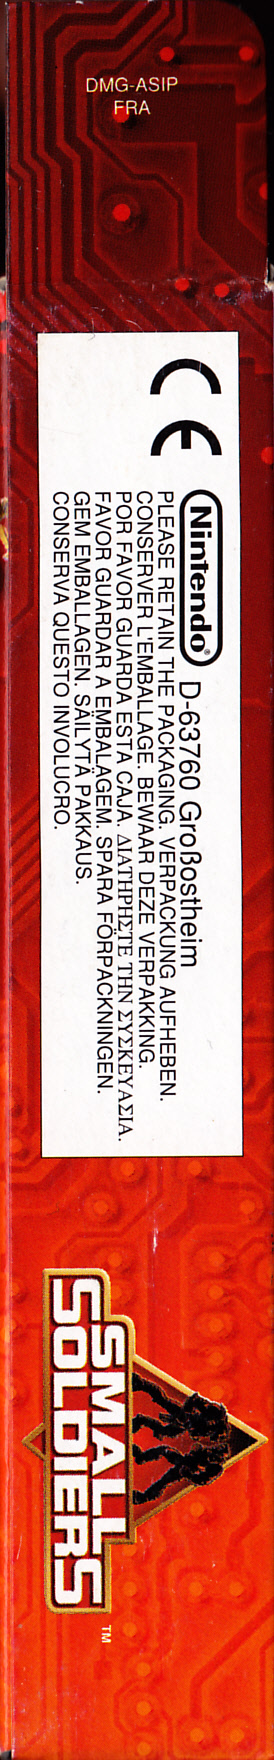 DMG-ASIP
FRA
CE
Nintendo® D-63760 Großostheim
PLEASE RETAIN THE PACKAGING. VERPACKUNG AUFHEBEN.
CONSERVER L'EMBALLAGE. BEWAAR DEZE VERPAKKING.
POR FAVOR GUARDA ESTA CAJA. ΔΙΑΤΗΡΗΣΤΕ ΤΗΝ ΣΥΣΚΕΥΑΣΙΑ.
FAVOR GUARDAR A EMBALAGEM. SPARA FÖRPACKNINGEN.
GEM EMBALLAGEN. SÄILYTÄ PAKKAUS.
CONSERVA QUESTO INVOLUCRO.
SMALL
SOLDIERS™